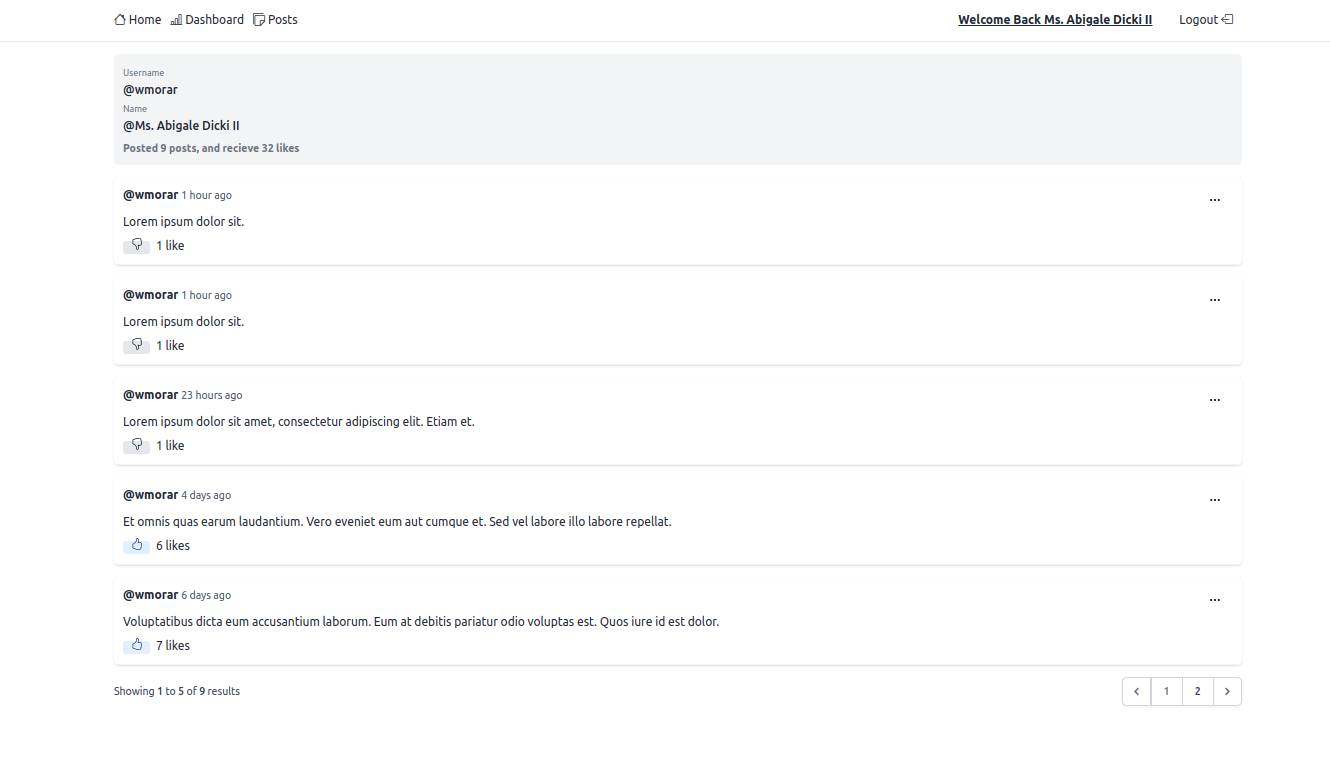 Home Dashboard Posts Welcome Back Ms. Abigale Dicki II Logout
Username
@wmorar
Name
@Ms. Abigale Dicki II
Posted 9 posts, and recieve 32 likes
@wmorar 1 hour ago ...
Lorem ipsum dolor sit.
1 like
@wmorar 1 hour ago ...
Lorem ipsum dolor sit.
1 like
@wmorar 23 hours ago ...
Lorem ipsum dolor sit amet, consectetur adipiscing elit. Etiam et.
1 like
@wmorar 4 days ago ...
Et omnis quas earum laudantium. Vero eveniet eum aut cumque et. Sed vel labore illo labore repellat.
6 likes
@wmorar 6 days ago ...
Voluptatibus dicta eum accusantium laborum. Eum at debitis pariatur odio voluptas est. Quos iure id est dolor.
7 likes
Showing 1 to 5 of 9 results 1 2